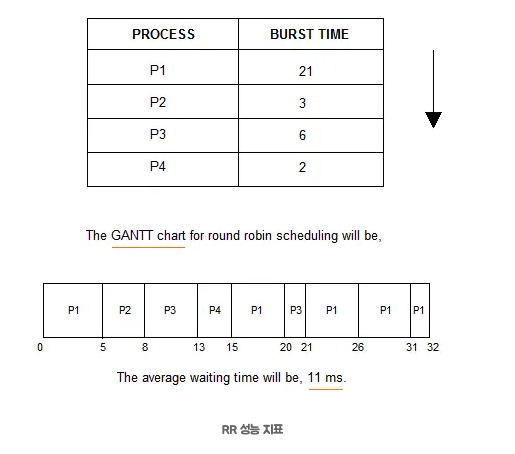 PROCESS BURST TIME
P1 21
P2 3
P3 6
P4 2
The GANTT chart for round robin scheduling will be,
P1 P2 P3 P4 P1 P3 P1 P1 P1
0 5 8 13 15 20 21 26 31 32
The average waiting time will be, 11 ms.
RR 성능 지표